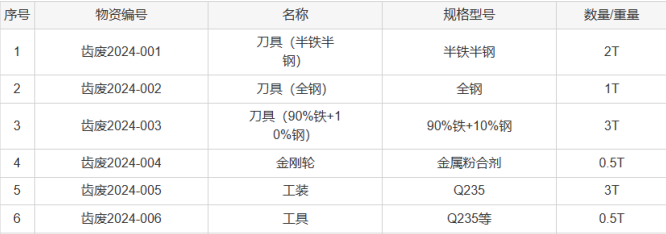 序号 物资编号 名称 规格型号 数量/重量
1 齿废2024-001 刀具（半铁半
钢） 半铁半钢 2T
2 齿废2024-002 刀具（全钢） 全钢 1T
3 齿废2024-003 刀具（90%铁+1
0%钢） 90%铁+10%钢 3T
4 齿废2024-004 金刚轮 金属粉合剂 0.5T
5 齿废2024-005 工装 Q235 3T
6 齿废2024-006 工具 Q235等 0.5T